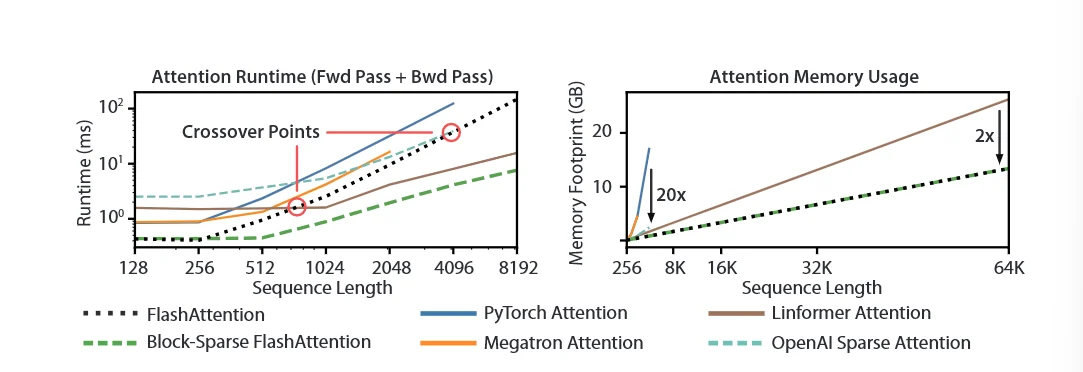 Attention Runtime (Fwd Pass + Bwd Pass)
Runtime (ms)
10²
10¹
10⁰
Crossover Points
128 256 512 1024 2048 4096 8192
Sequence Length
Attention Memory Usage
Memory Footprint (GB)
20
10
20x
2x
256 8K 16K 32K 64K
Sequence Length
FlashAttention
Block-Sparse FlashAttention
PyTorch Attention
Megatron Attention
Linformer Attention
OpenAI Sparse Attention